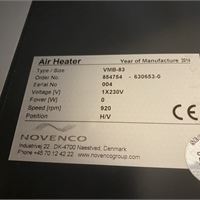 Air Heater Year of Manufacture 2014
Type / Size VMB-83
Order no 854754 - 630653-0
Serial no 004
Voltage [V] 1X230V
Power [W] 0
Speed [rpm] 920
Position H/V
NOVENCO
Industrivej 22 · DK-4700 Naestved, Denmark
Phone +45 70 12 42 22 · www.novencogroup.com